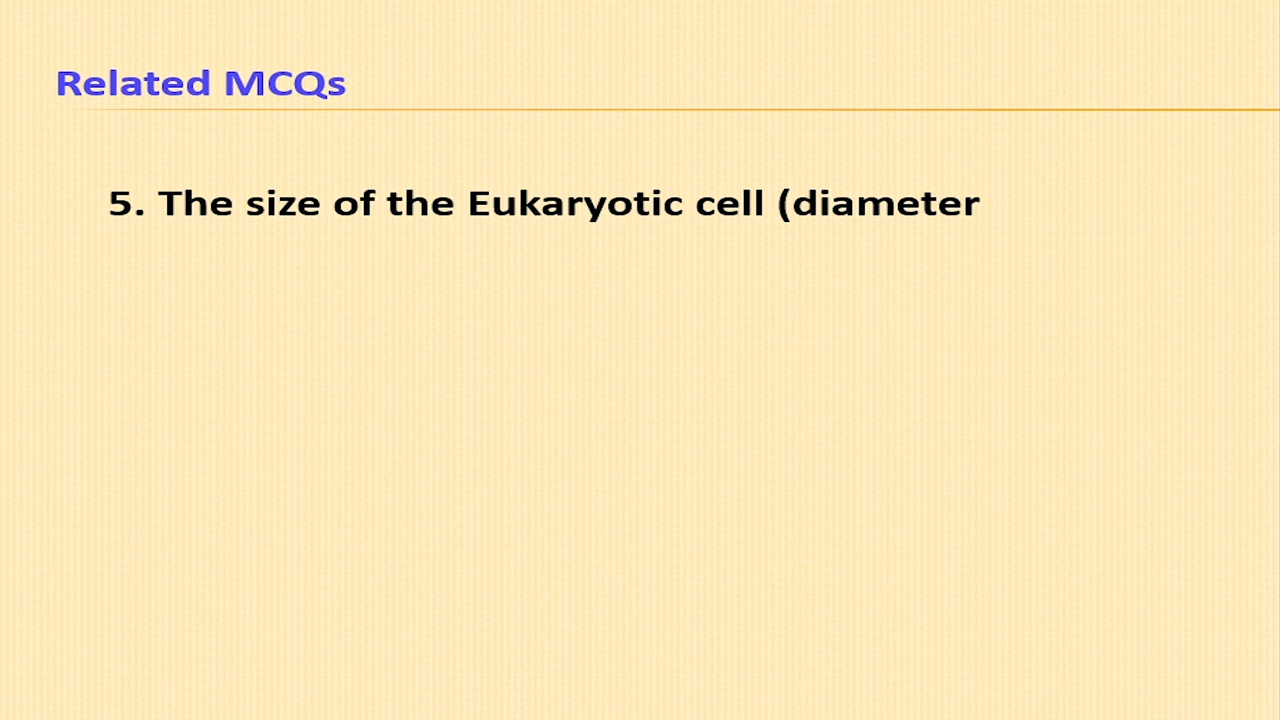 Related MCQs
5. The size of the Eukaryotic cell (diameter